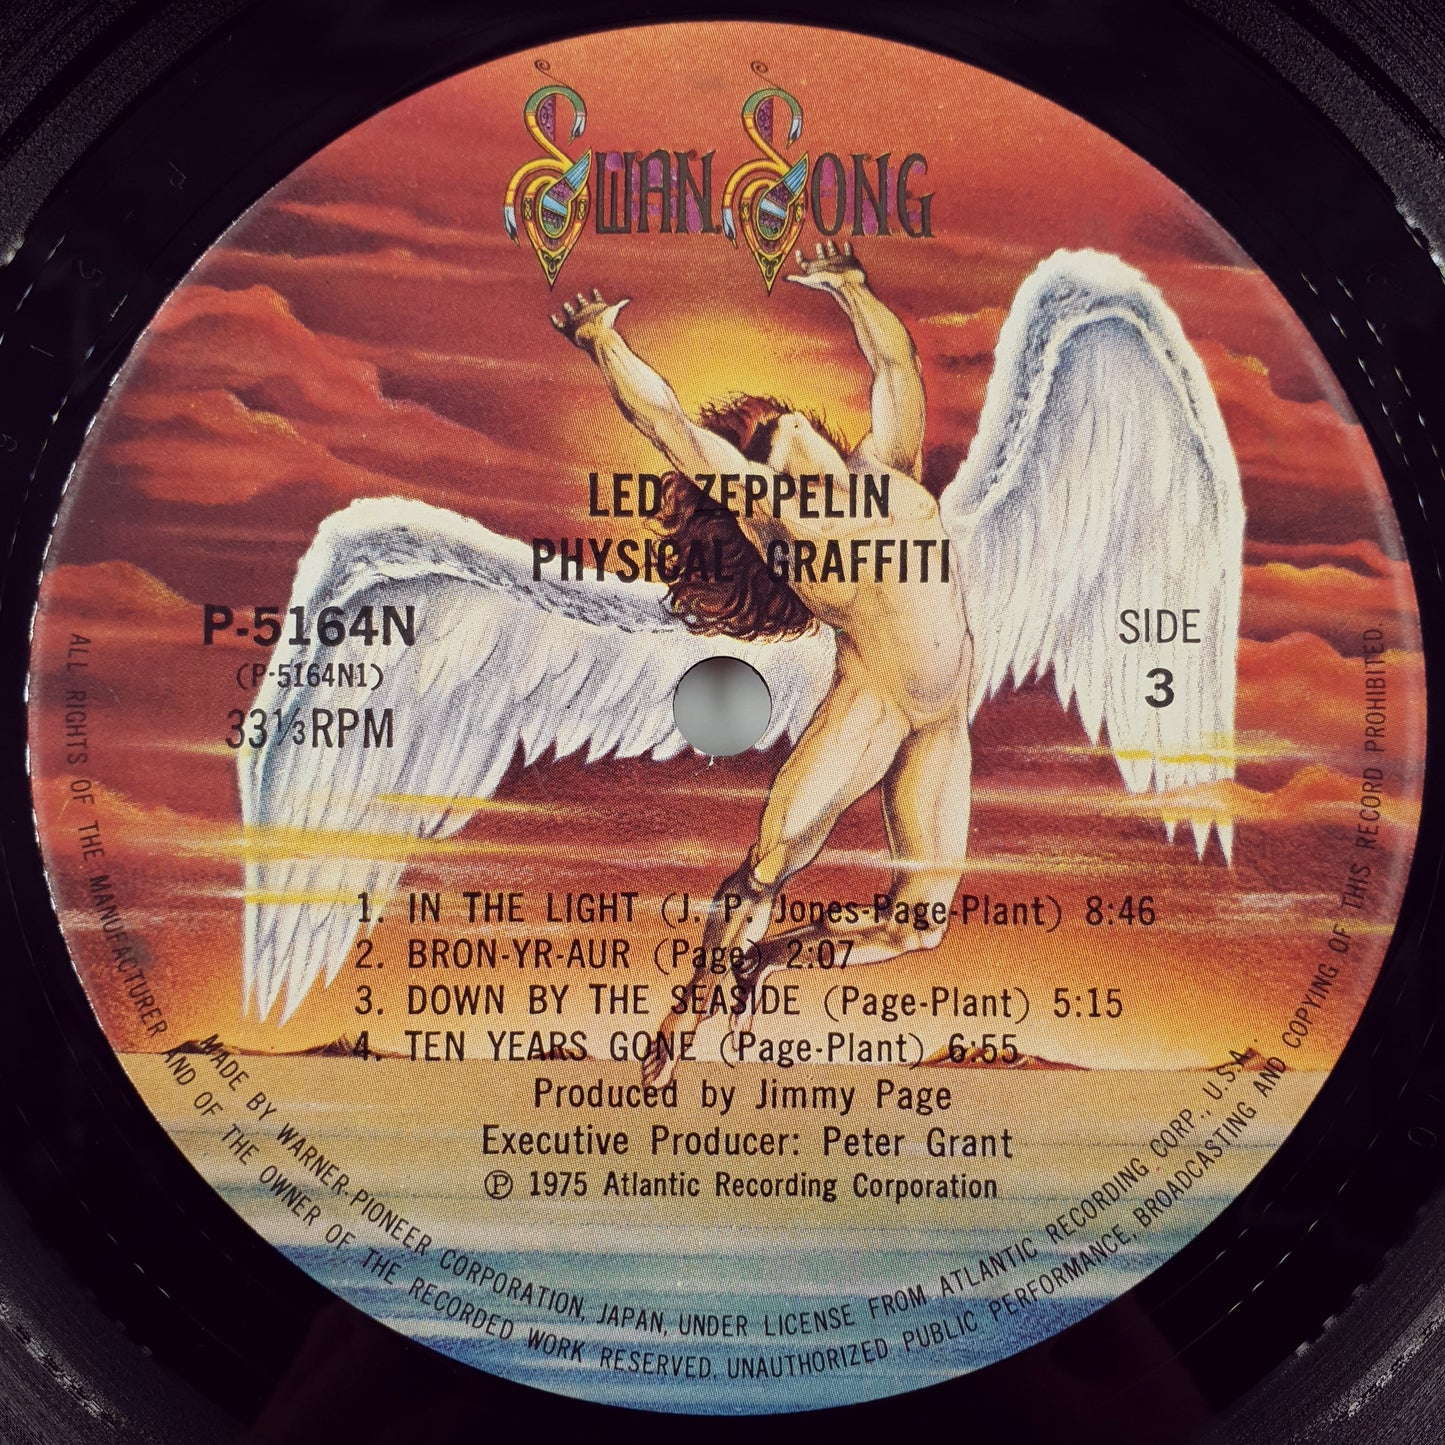 SWAN SONG
LED ZEPPELIN
PHYSICAL GRAFFITI
P-5164N
(P-5164N1)
33⅓RPM
SIDE
3
1. IN THE LIGHT (J. P. Jones-Page-Plant) 8:46
2. BRON-YR-AUR (Page) 2:07
3. DOWN BY THE SEASIDE (Page-Plant) 5:15
4. TEN YEARS GONE (Page-Plant) 6:55
Produced by Jimmy Page
Executive Producer: Peter Grant
℗ 1975 Atlantic Recording Corporation
MADE BY WARNER-PIONEER CORPORATION, JAPAN, UNDER LICENSE FROM ATLANTIC RECORDING CORP., U.S.A.
ALL RIGHTS OF THE MANUFACTURER AND OF THE OWNER OF THE RECORDED WORK RESERVED. UNAUTHORIZED PUBLIC PERFORMANCE, BROADCASTING AND COPYING OF THIS RECORD PROHIBITED.